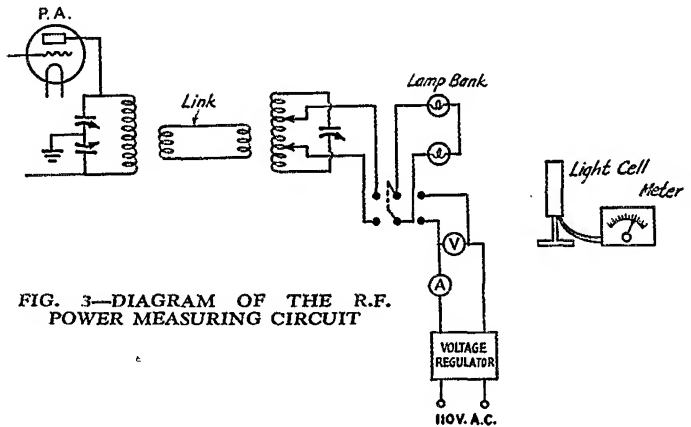 P.A.
Link
Lamp Bank
Light Cell
Meter
V
A
FIG. 3—DIAGRAM OF THE R.F.
POWER MEASURING CIRCUIT
VOLTAGE
REGULATOR
110V. A.C.